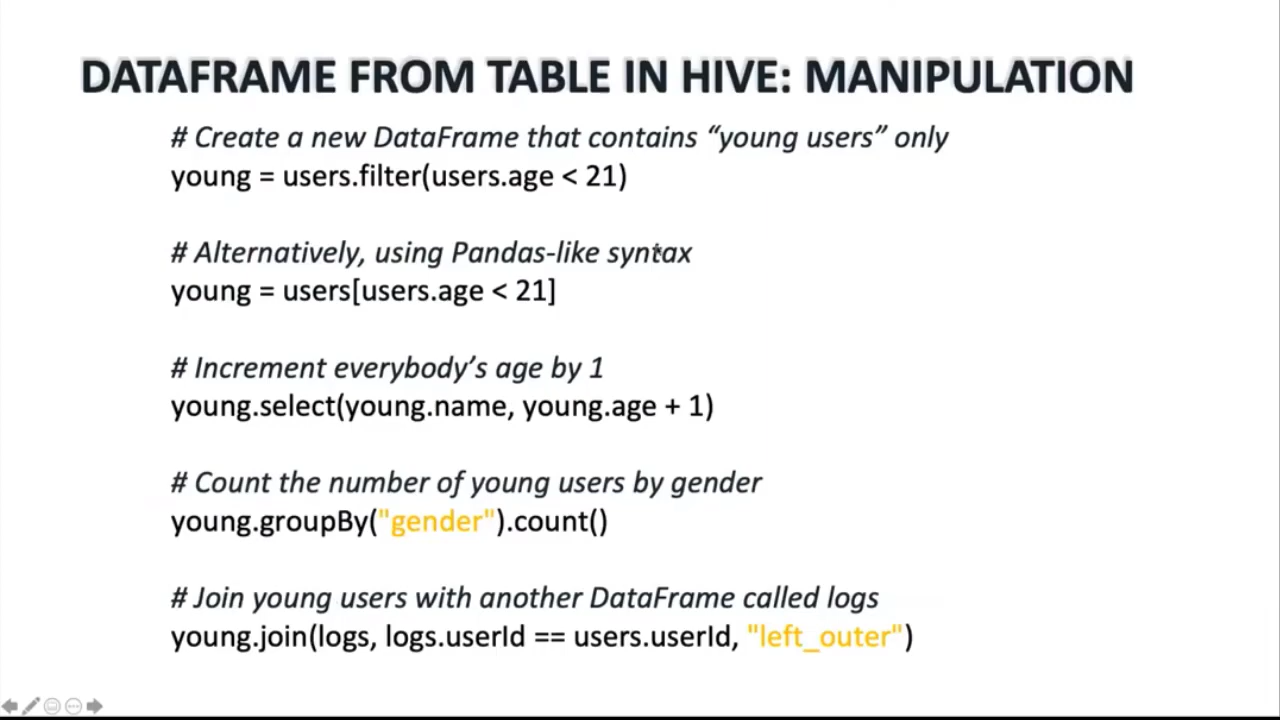 DATAFRAME FROM TABLE IN HIVE: MANIPULATION
# Create a new DataFrame that contains “young users” only
young = users.filter(users.age < 21)
# Alternatively, using Pandas-like syntax
young = users[users.age < 21]
# Increment everybody’s age by 1
young.select(young.name, young.age + 1)
# Count the number of young users by gender
young.groupBy("gender").count()
# Join young users with another DataFrame called logs
young.join(logs, logs.userId == users.userId, "left_outer")